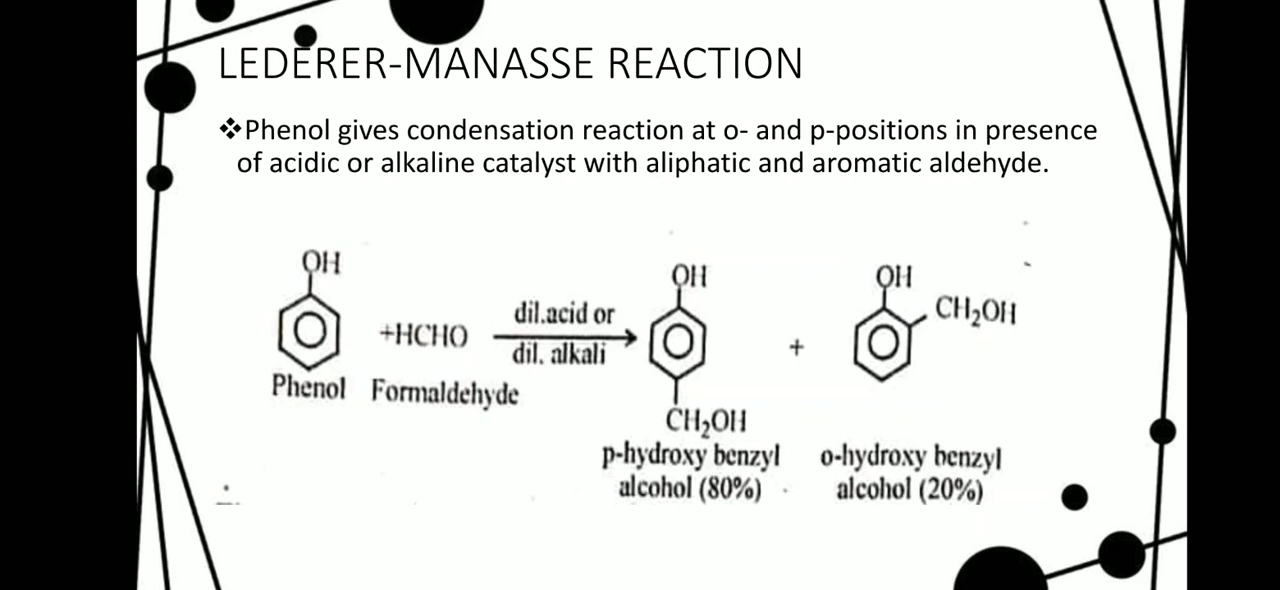 LEDERER-MANASSE REACTION
❖Phenol gives condensation reaction at o- and p-positions in presence
of acidic or alkaline catalyst with aliphatic and aromatic aldehyde.
OH
OH
OH
CH₂OH
dil.acid or
+HCHO
+
dil. alkali
Phenol Formaldehyde
CH₂OH
p-hydroxy benzyl o-hydroxy benzyl
alcohol (80%) alcohol (20%)